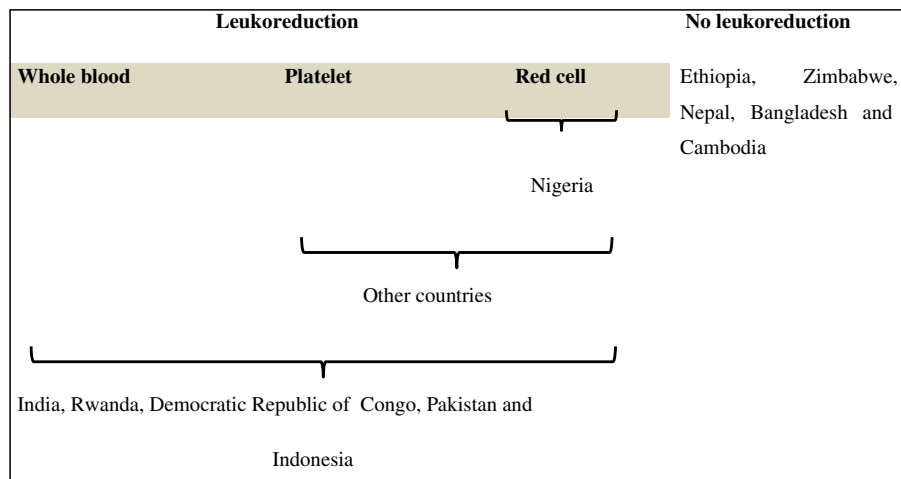 Leukoreduction
No leukoreduction
Whole blood
Platelet
Red cell
Ethiopia, Zimbabwe,
Nepal, Bangladesh and
Cambodia
Nigeria
Other countries
India, Rwanda, Democratic Republic of Congo, Pakistan and
Indonesia